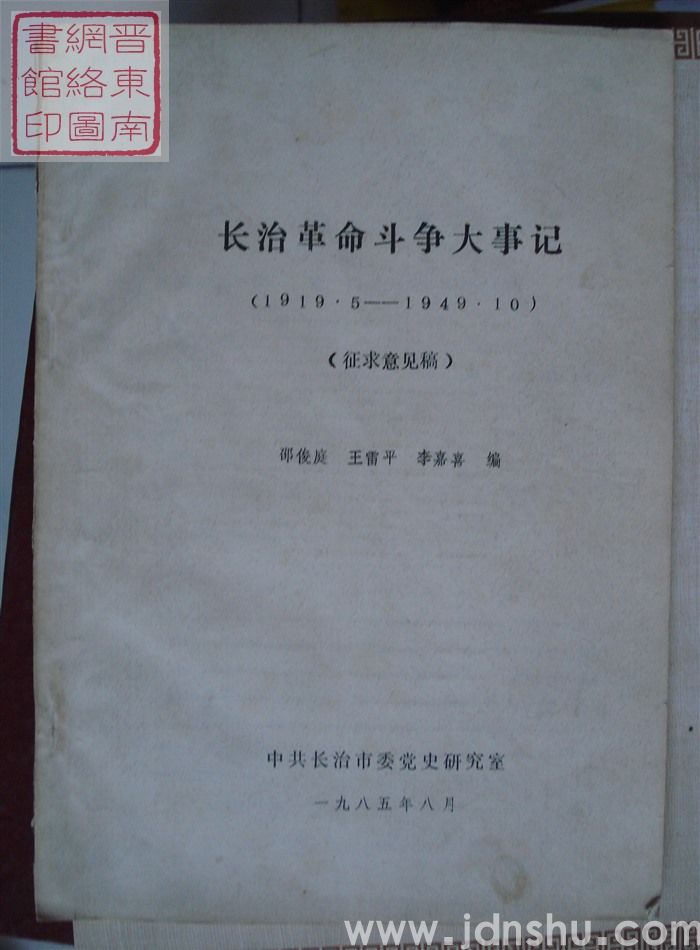 晋東南
網絡圖
書館印
长治革命斗争大事记
(1919·5——1949·10)
(征求意见稿)
邵俊庭 王雷平 李嘉喜 编
中共长治市委党史研究室
一九八五年八月
www.jdnshu.com